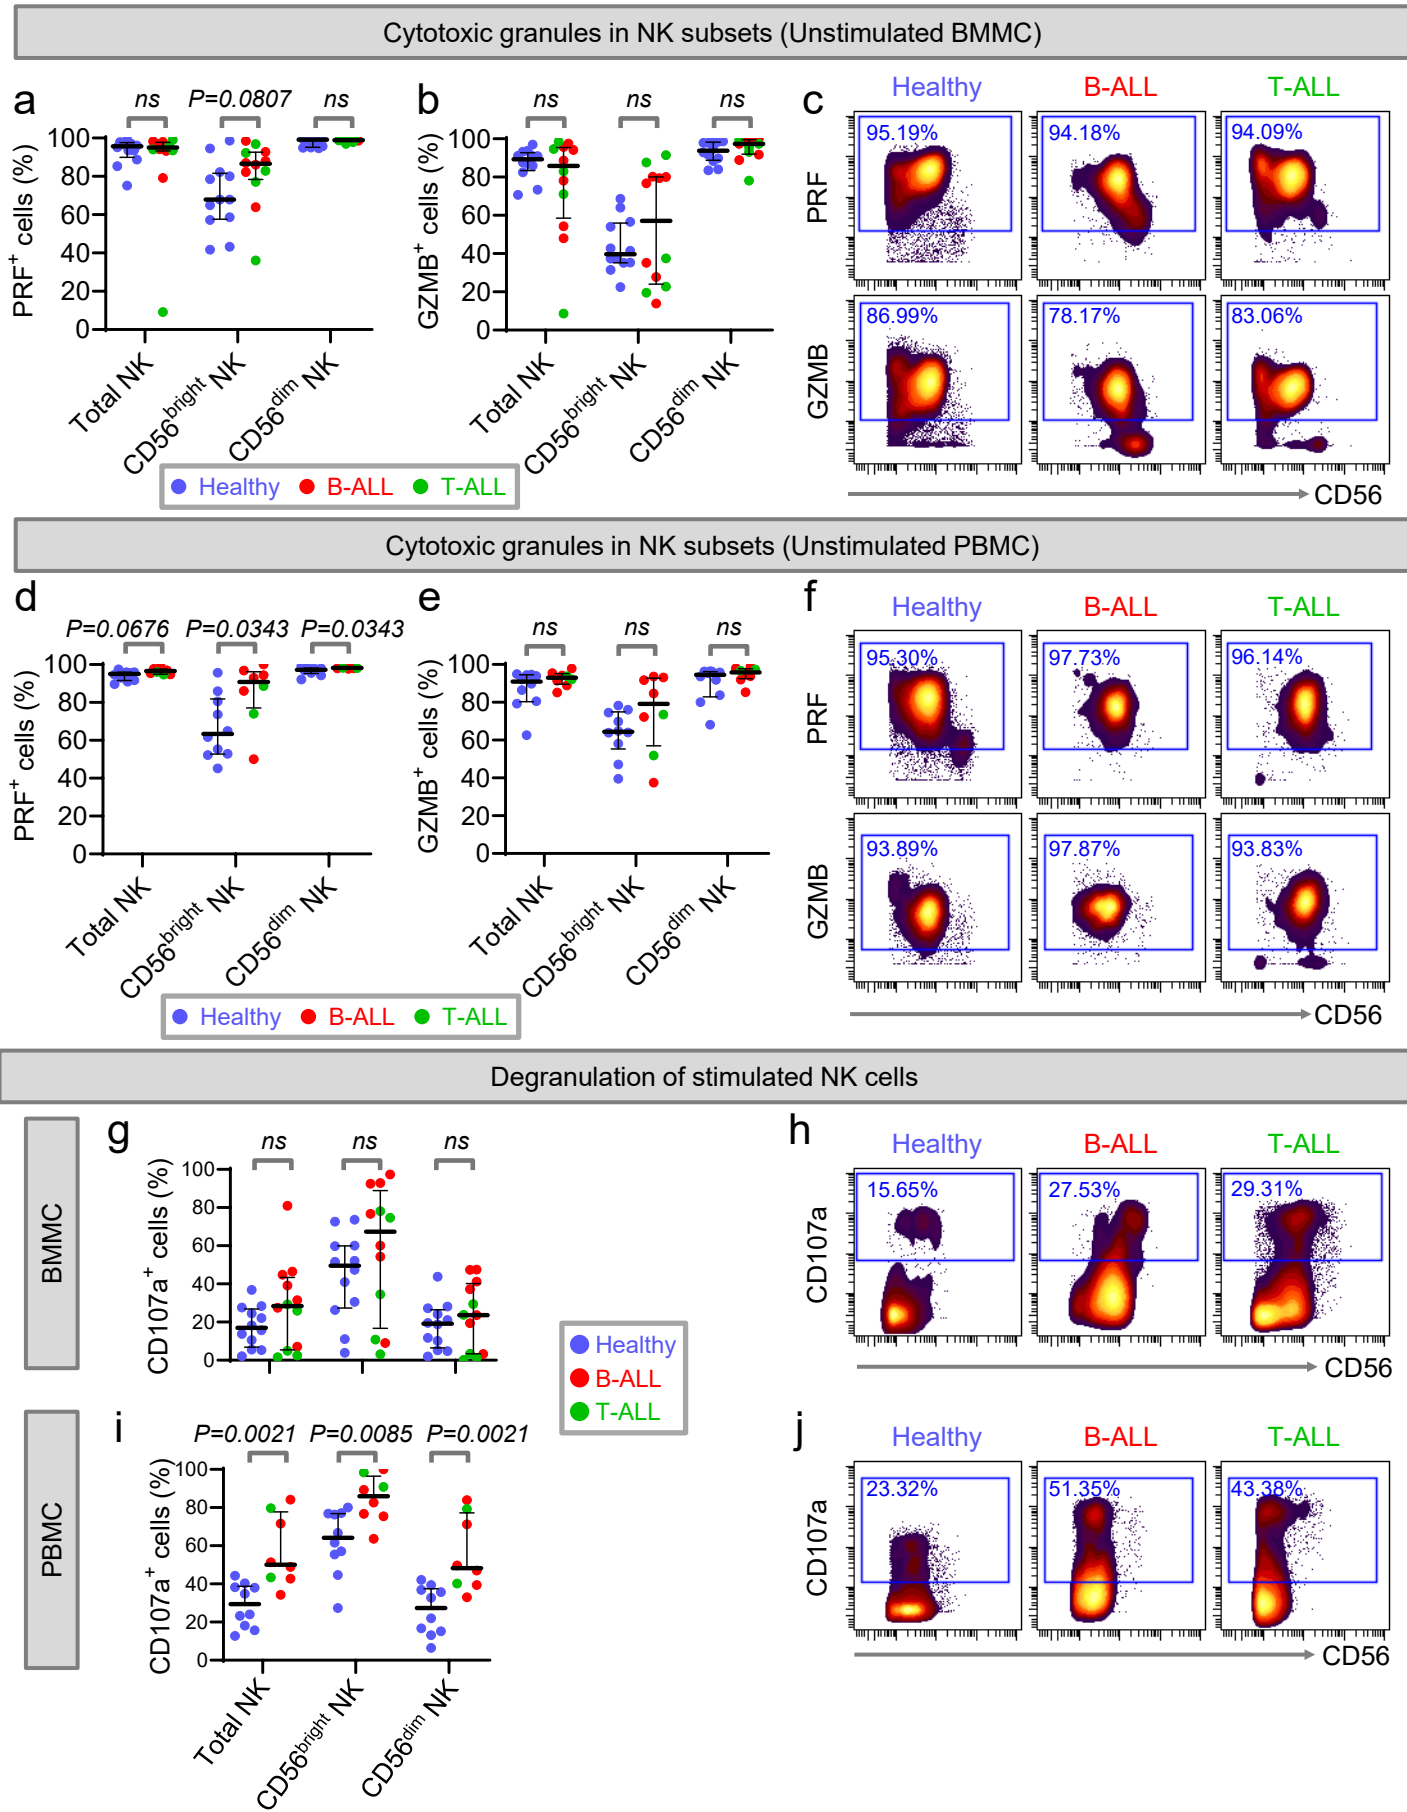 Cytotoxic granules in NK subsets (Unstimulated BMMC)
a
ns
P=0.0807
ns
PRF+ cells (%)
100
80
60
40
20
0
Total NK
CD56bright NK
CD56dim NK
b
ns
ns
ns
GZMB+ cells (%)
100
80
60
40
20
0
Total NK
CD56bright NK
CD56dim NK
Healthy
B-ALL
T-ALL
c
Healthy
B-ALL
T-ALL
PRF
95.19%
94.18%
94.09%
GZMB
86.99%
78.17%
83.06%
CD56
Cytotoxic granules in NK subsets (Unstimulated PBMC)
d
P=0.0676
P=0.0343
P=0.0343
PRF+ cells (%)
100
80
60
40
20
0
Total NK
CD56bright NK
CD56dim NK
e
ns
ns
ns
GZMB+ cells (%)
100
80
60
40
20
0
Total NK
CD56bright NK
CD56dim NK
Healthy
B-ALL
T-ALL
f
Healthy
B-ALL
T-ALL
PRF
95.30%
97.73%
96.14%
GZMB
93.89%
97.87%
93.83%
CD56
Degranulation of stimulated NK cells
BMMC
g
ns
ns
ns
CD107a+ cells (%)
100
80
60
40
20
0
Healthy
B-ALL
T-ALL
h
Healthy
B-ALL
T-ALL
CD107a
15.65%
27.53%
29.31%
CD56
PBMC
i
P=0.0021
P=0.0085
P=0.0021
CD107a+ cells (%)
100
80
60
40
20
0
Total NK
CD56bright NK
CD56dim NK
j
Healthy
B-ALL
T-ALL
CD107a
23.32%
51.35%
43.38%
CD56